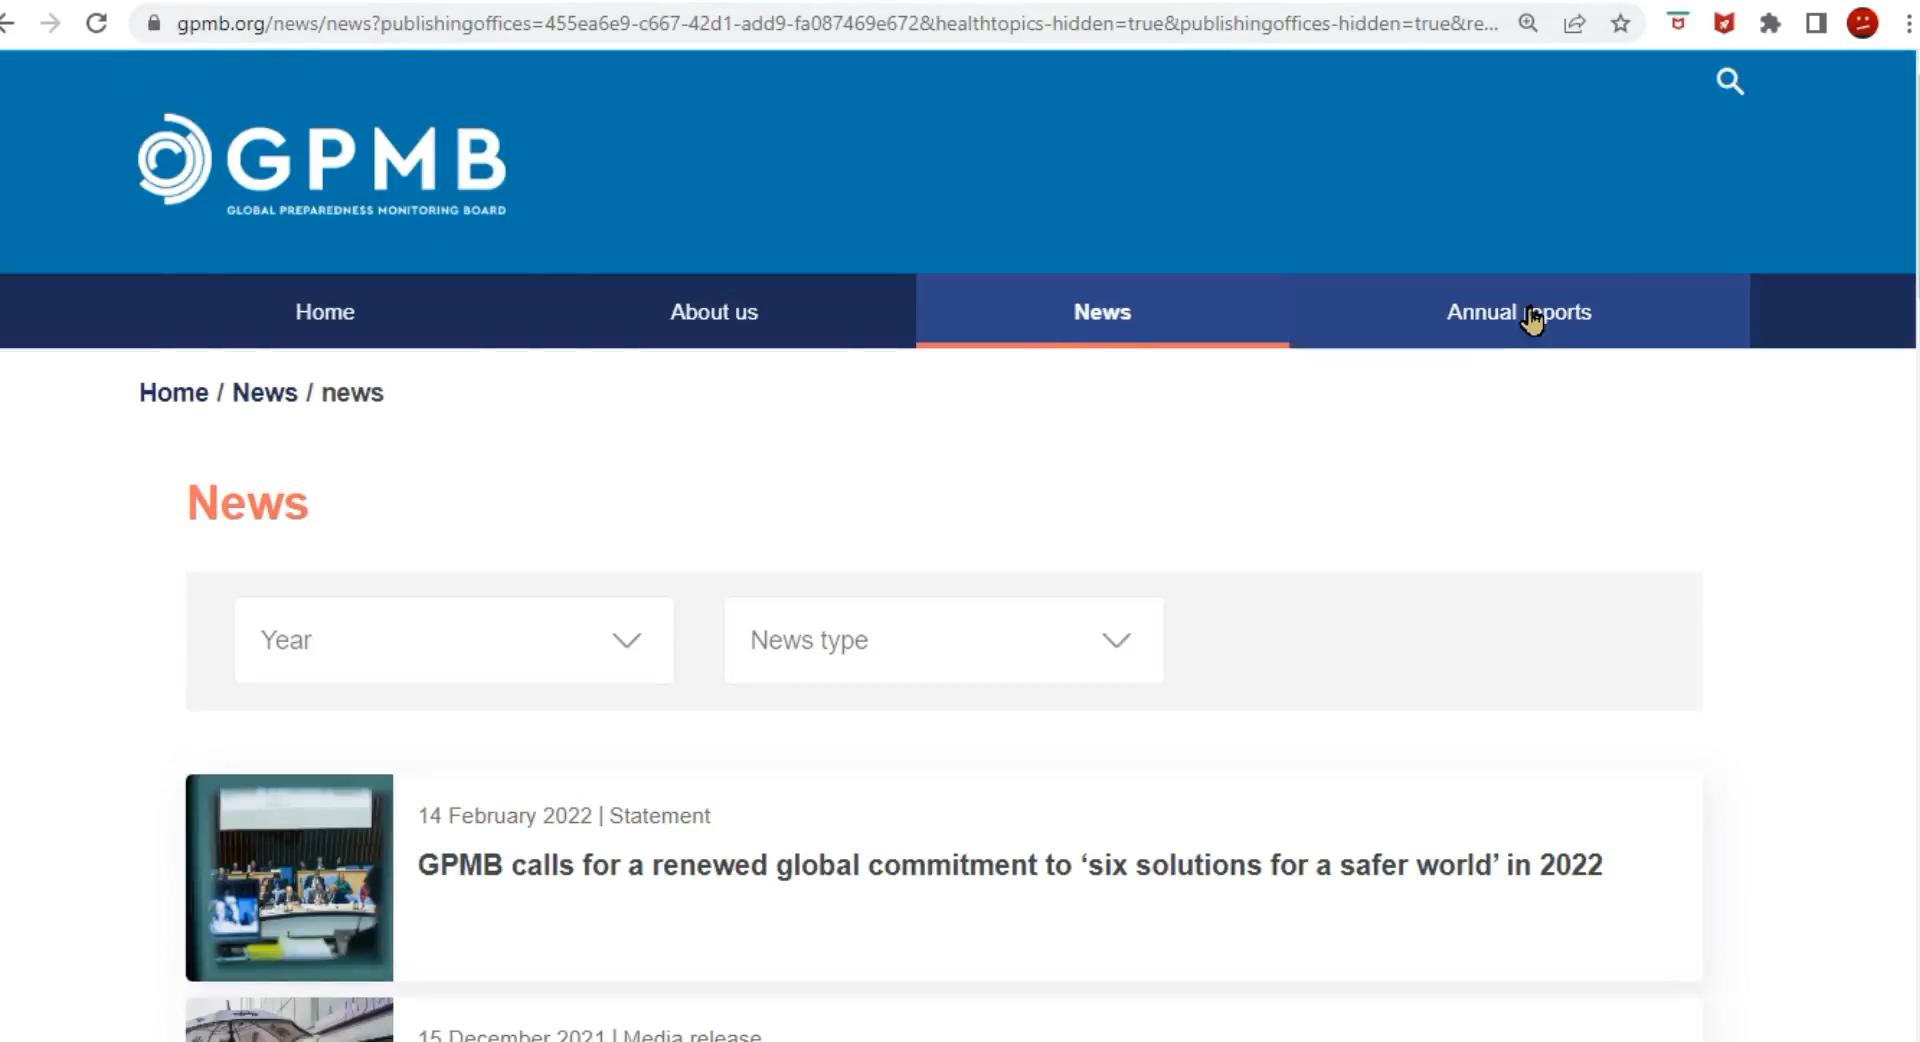 gpmb.org/news/news?publishingoffices=455ea6e9-c667-42d1-add9-fa087469e672&healthtopics-hidden=true&publishingoffices-hidden=true&re...
GPMB
GLOBAL PREPAREDNESS MONITORING BOARD
Home About us News Annual reports
Home / News / news
News
Year News type
14 February 2022 | Statement
GPMB calls for a renewed global commitment to ‘six solutions for a safer world’ in 2022
15 December 2021 | Media release